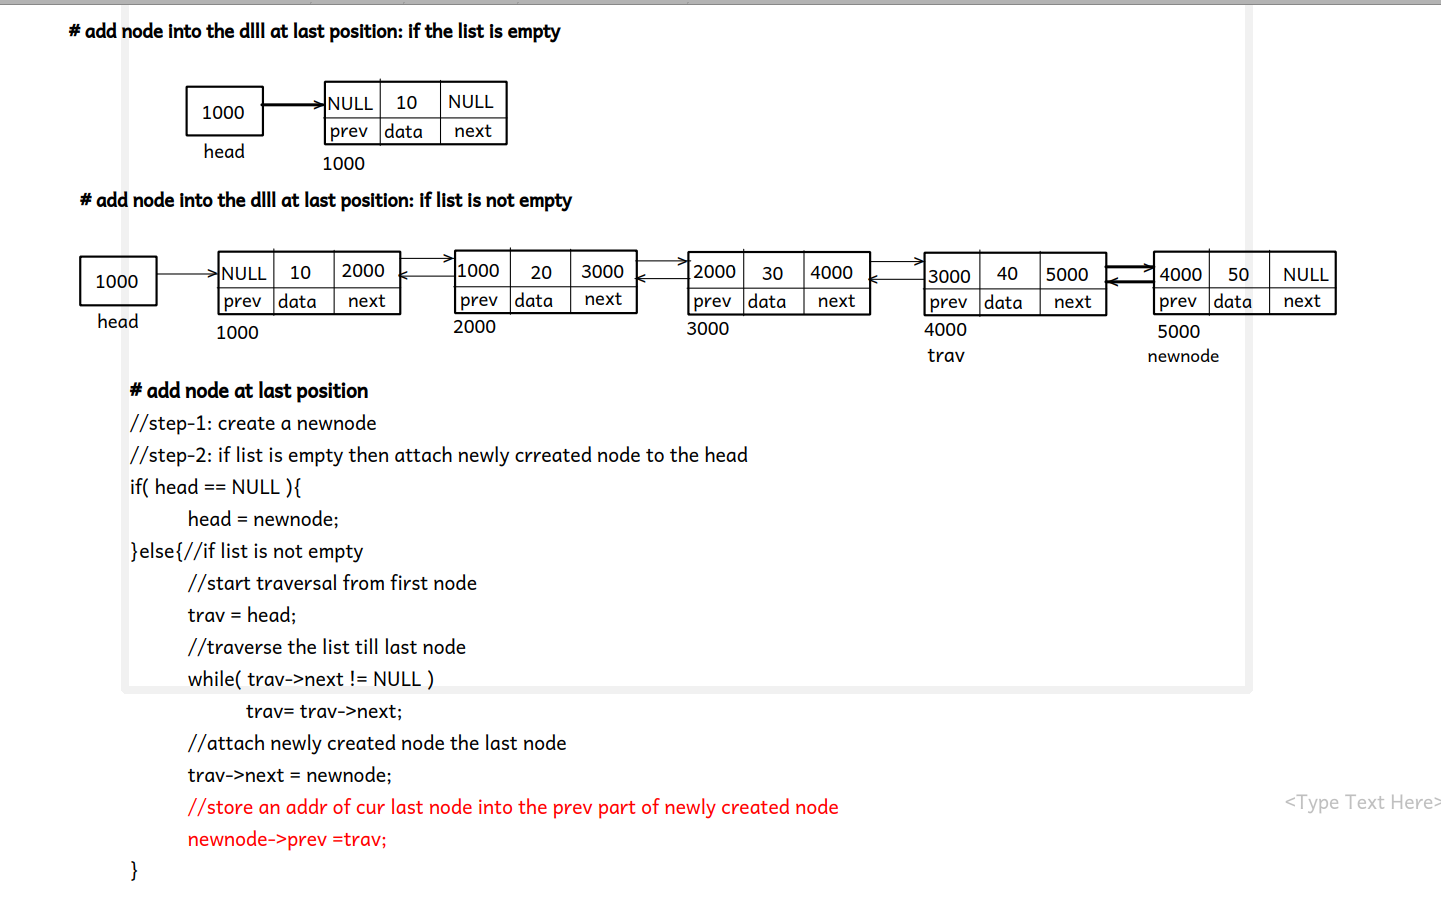 # add node into the dlll at last position: if the list is empty
1000
NULL 10 NULL
prev data next
head
1000
# add node into the dlll at last position: if list is not empty
1000
NULL 10 2000
prev data next
1000 20 3000
prev data next
2000 30 4000
prev data next
3000 40 5000
prev data next
4000 50 NULL
prev data next
head
1000
2000
3000
4000
5000
trav
newnode
# add node at last position
//step-1: create a newnode
//step-2: if list is empty then attach newly crreated node to the head
if( head == NULL ){
head = newnode;
}else{//if list is not empty
//start traversal from first node
trav = head;
//traverse the list till last node
while( trav->next != NULL )
trav= trav->next;
//attach newly created node the last node
trav->next = newnode;
//store an addr of cur last node into the prev part of newly created node
<Type Text Here>
newnode->prev =trav;
}